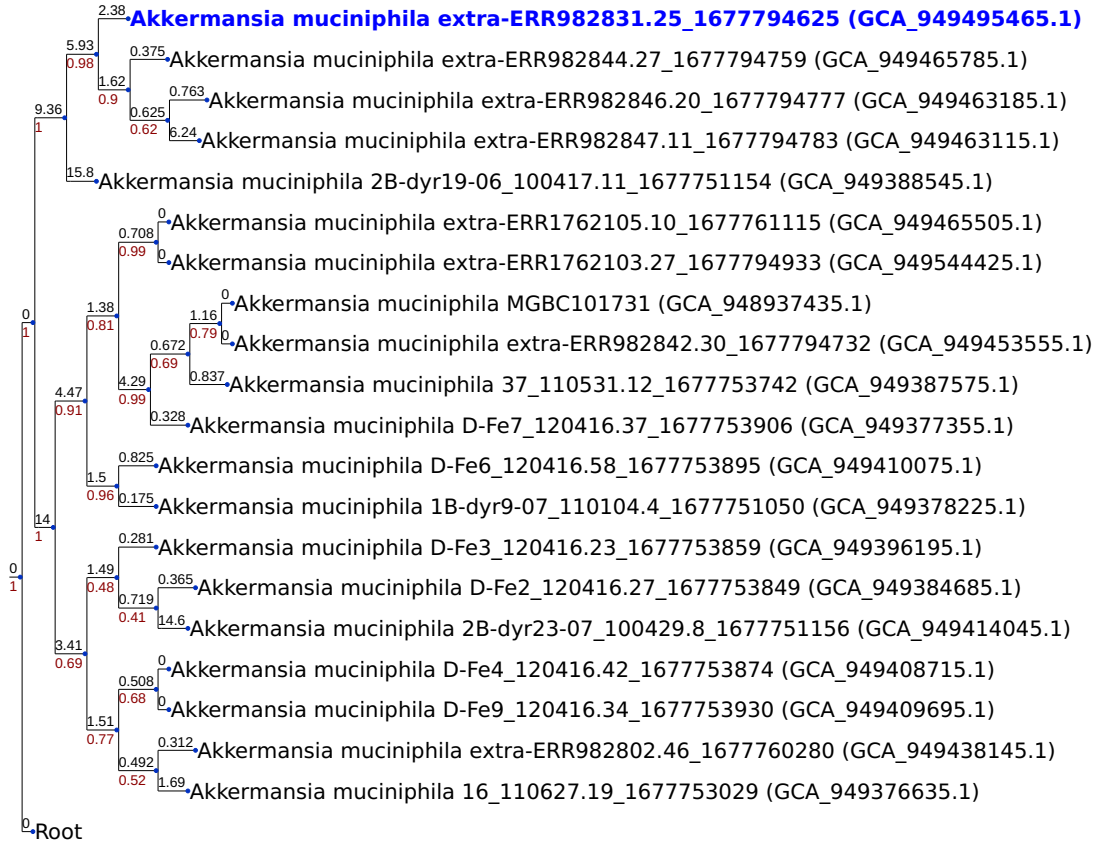 2.38
Akkermansia muciniphila extra-ERR982831.25_1677794625 (GCA_949495465.1)
5.93
0.98
0.375
Akkermansia muciniphila extra-ERR982844.27_1677794759 (GCA_949465785.1)
1.62
0.9
0.763
Akkermansia muciniphila extra-ERR982846.20_1677794777 (GCA_949463185.1)
0.625
0.62
9.36
1
6.24
Akkermansia muciniphila extra-ERR982847.11_1677794783 (GCA_949463115.1)
15.8
Akkermansia muciniphila 2B-dyr19-06_100417.11_1677751154 (GCA_949388545.1)
0
Akkermansia muciniphila extra-ERR1762105.10_1677761115 (GCA_949465505.1)
0.708
0.99
0
Akkermansia muciniphila extra-ERR1762103.27_1677794933 (GCA_949544425.1)
0
Akkermansia muciniphila MGBC101731 (GCA_948937435.1)
0
1
1.38
0.81
1.16
0.79
0
Akkermansia muciniphila extra-ERR982842.30_1677794732 (GCA_949453555.1)
0.672
0.69
0.837
Akkermansia muciniphila 37_110531.12_1677753742 (GCA_949387575.1)
4.29
0.99
4.47
0.91
0.328
Akkermansia muciniphila D-Fe7_120416.37_1677753906 (GCA_949377355.1)
0.825
Akkermansia muciniphila D-Fe6_120416.58_1677753895 (GCA_949410075.1)
1.5
0.96
0.175
Akkermansia muciniphila 1B-dyr9-07_110104.4_1677751050 (GCA_949378225.1)
14
1
0.281
Akkermansia muciniphila D-Fe3_120416.23_1677753859 (GCA_949396195.1)
0
1
1.49
0.48
0.365
Akkermansia muciniphila D-Fe2_120416.27_1677753849 (GCA_949384685.1)
0.719
0.41
14.6
Akkermansia muciniphila 2B-dyr23-07_100429.8_1677751156 (GCA_949414045.1)
3.41
0.69
0
Akkermansia muciniphila D-Fe4_120416.42_1677753874 (GCA_949408715.1)
0.508
0.68
0
Akkermansia muciniphila D-Fe9_120416.34_1677753930 (GCA_949409695.1)
1.51
0.77
0.312
Akkermansia muciniphila extra-ERR982802.46_1677760280 (GCA_949438145.1)
0.492
0.52
1.69
Akkermansia muciniphila 16_110627.19_1677753029 (GCA_949376635.1)
0
Root